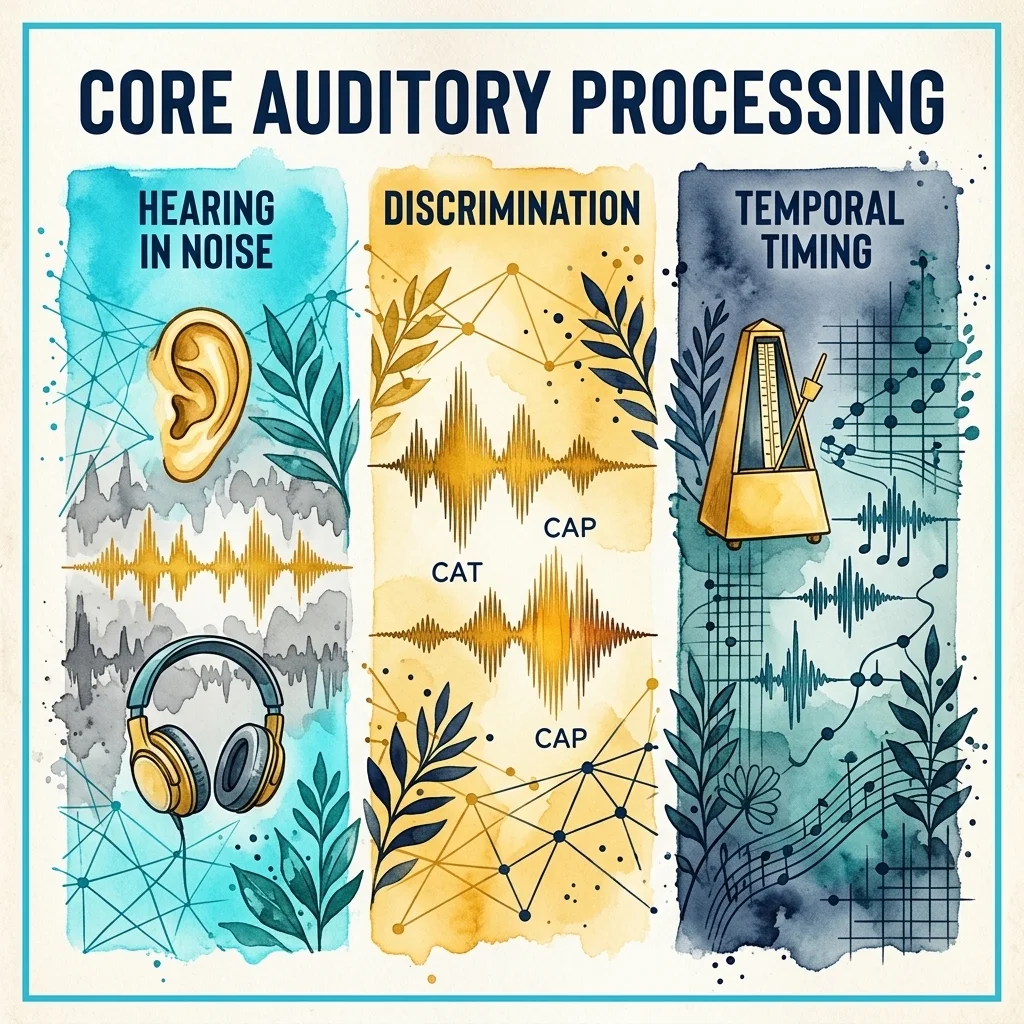 CORE AUDITORY PROCESSING
HEARING
IN NOISE
DISCRIMINATION
CAP
CAT
CAP
TEMPORAL
TIMING